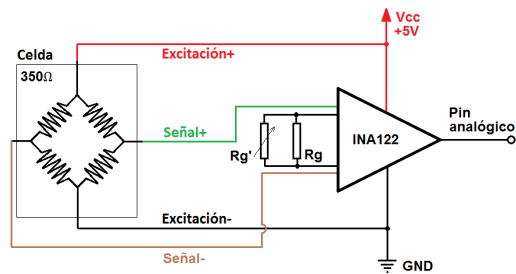 Vcc
+5V
Excitación+
Celda
350Ω
Señal+
Rg'
Rg
INA122
Pin
analógico
Excitación-
Señal-
GND